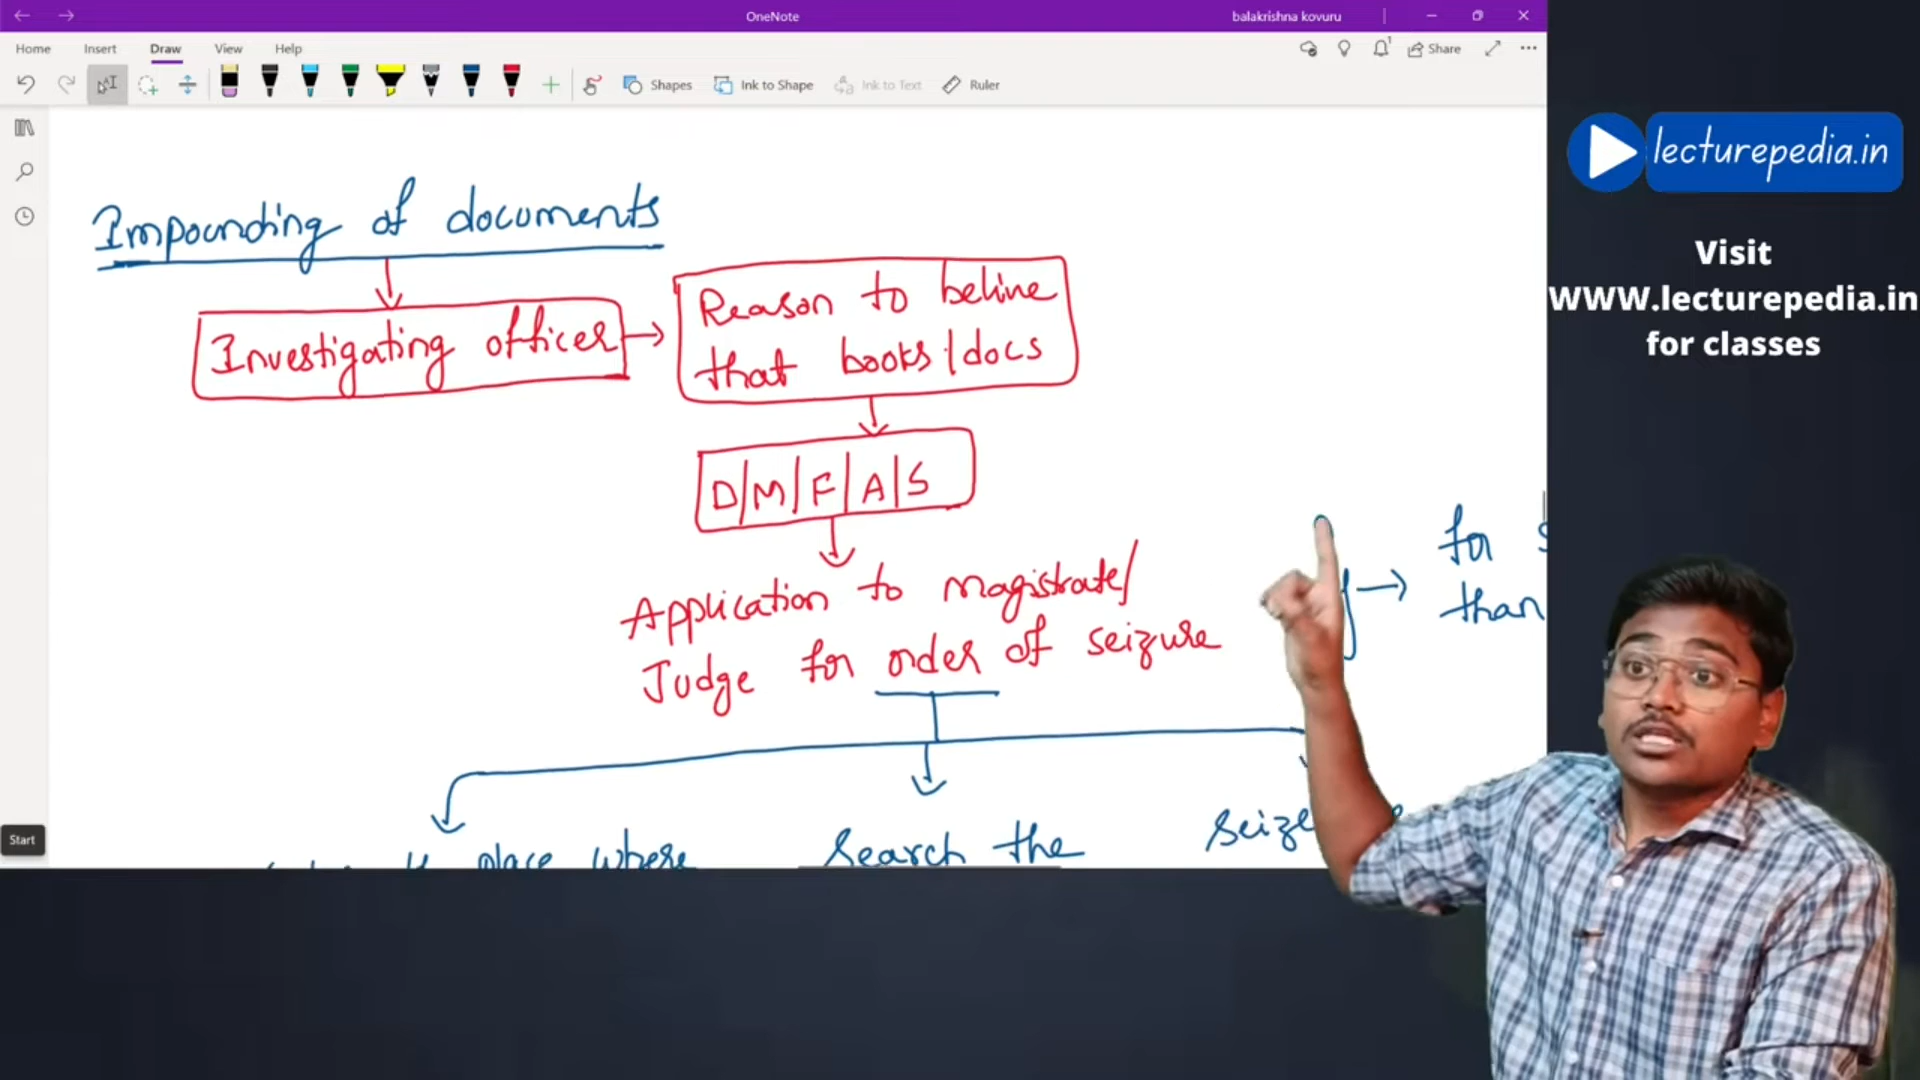 OneNote
balakrishna kovuru
Home Insert Draw View Help
1
Share
Shapes
Ink to Shape
Ink to Text
Ruler
lecturepedia.in
Visit
WWW.lecturepedia.in
for classes
Impounding of documents
Investigating officer
Reason to belive
that books/docs
D/M/F/A/S
Application to magistrate/
Judge for order of seizure
for
than
place where
Search the
seize
Start